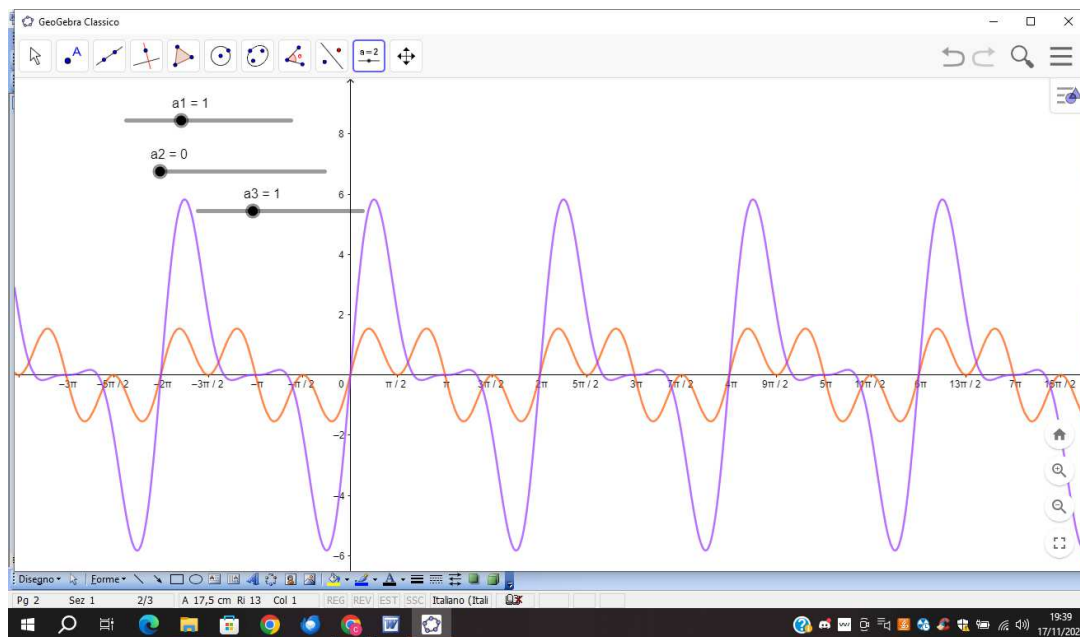 GeoGebra Classico
a=2
a1 = 1
a2 = 0
a3 = 1
8
6
4
2
−3π −5π / 2 −2π −3π / 2 −π −π / 2 0 π / 2 π 3π / 2 2π 5π / 2 3π 7π / 2 4π 9π / 2 5π 11π / 2 6π 13π / 2 7π 15π / 2
−2
−4
−6
Disegno Forme
Pg 2 Sez 1 2/3 A 17,5 cm Ri 13 Col 1 REG REV EST SSC Italiano (Itali
19:39